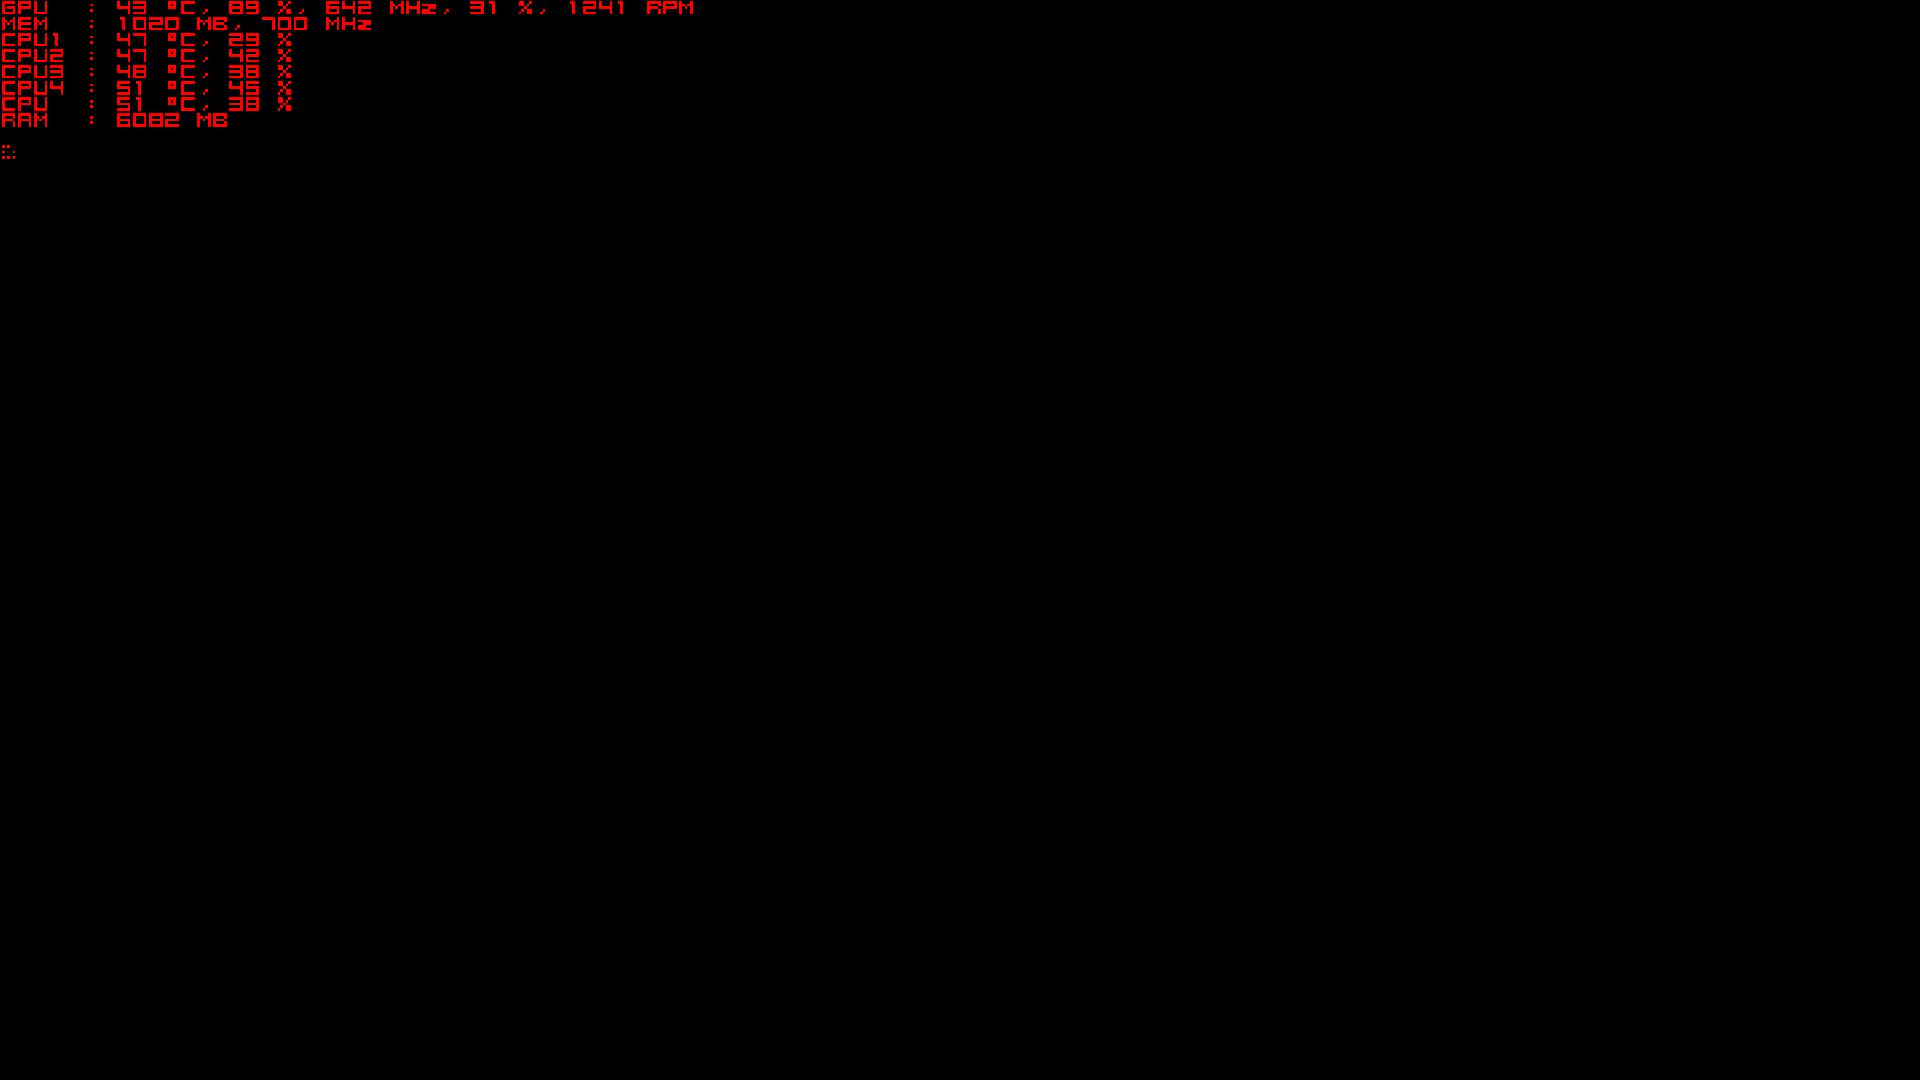 GPU : 43 °C, 89 %, 642 MHz, 31 %, 1241 RPM
MEM : 1020 MB, 700 MHz
CPU1 : 47 °C, 29 %
CPU2 : 47 °C, 42 %
CPU3 : 48 °C, 38 %
CPU4 : 51 °C, 45 %
CPU : 51 °C, 38 %
RAM : 6082 MB